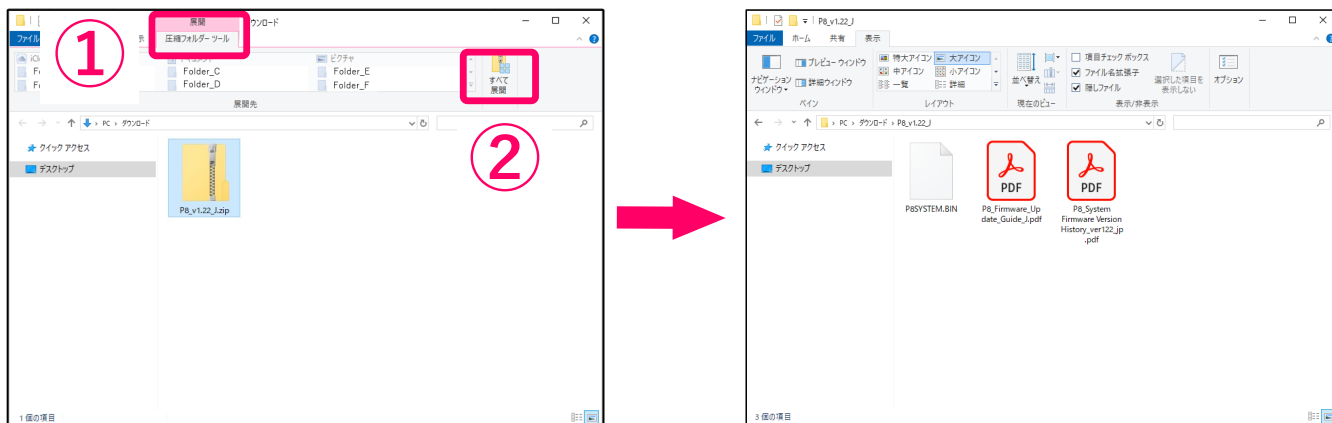 展開
ウンロード
ファイル
圧縮フォルダー ツール
①
ピクチャ
Folder_C
Folder_E
Folder_D
Folder_F
すべて
展開
展開先
PC › ダウンロード
②
クイック アクセス
デスクトップ
P8_v1.22_J.zip
1 個の項目
P8_v1.22_J
ファイル ホーム 共有 表示
ナビゲーション
ウィンドウ
プレビュー ウィンドウ
詳細ウィンドウ
特大アイコン 大アイコン
中アイコン 小アイコン
一覧 詳細
並べ替え
項目チェック ボックス
ファイル名拡張子
隠しファイル
選択した項目を
表示しない
オプション
ペイン
レイアウト
現在のビュー
表示/非表示
PC › ダウンロード › P8_v1.22_J
クイック アクセス
デスクトップ
P8SYSTEM.BIN
PDF
P8_Firmware_Up
date_Guide_J.pdf
PDF
P8_System
Firmware Version
History_ver122_jp
.pdf
3 個の項目